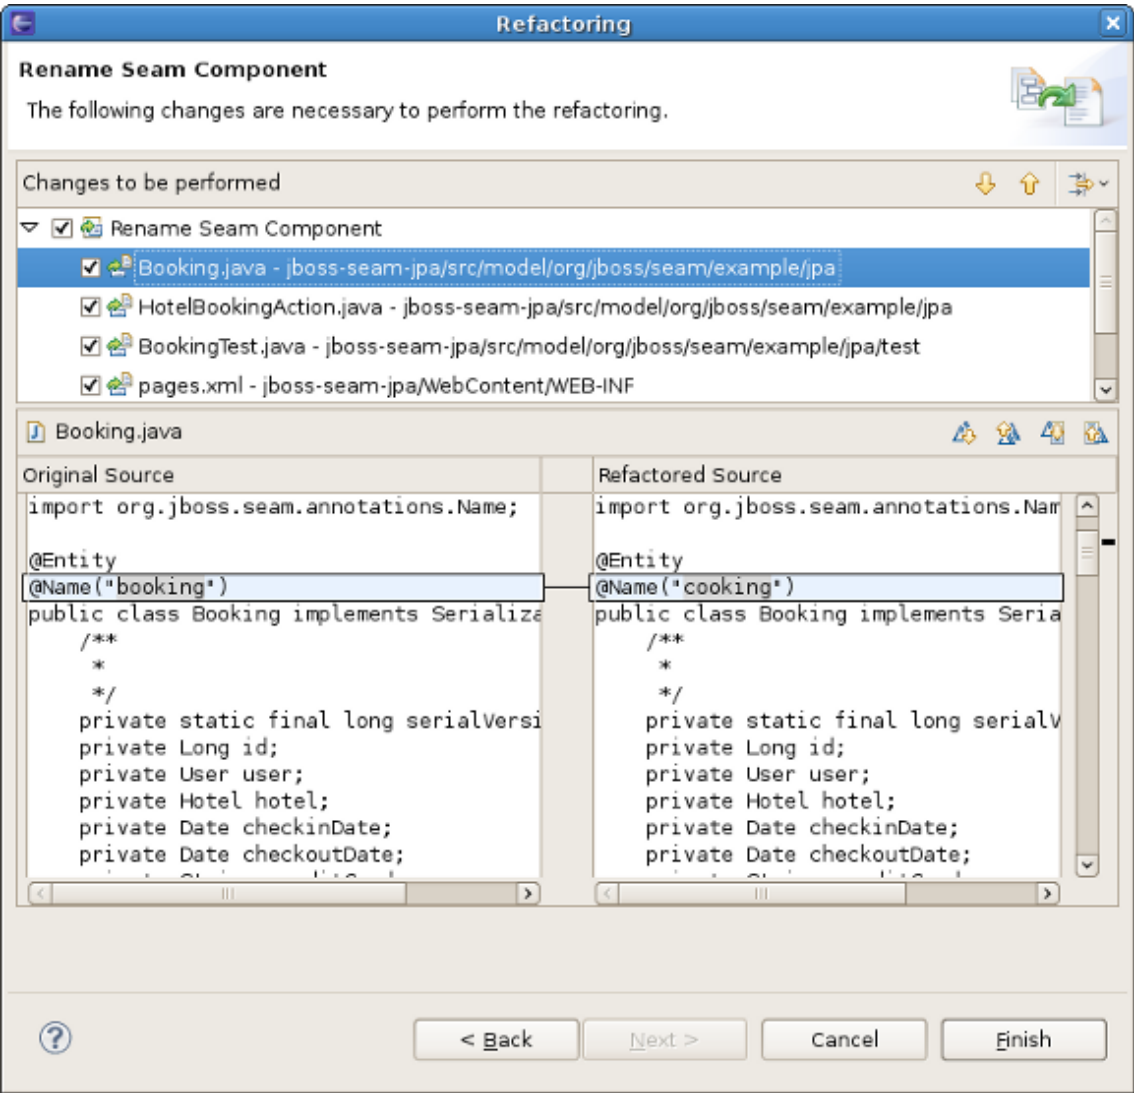 Refactoring
Rename Seam Component
The following changes are necessary to perform the refactoring.
Changes to be performed
Rename Seam Component
Booking.java - jboss-seam-jpa/src/model/org/jboss/seam/example/jpa
HotelBookingAction.java - jboss-seam-jpa/src/model/org/jboss/seam/example/jpa
BookingTest.java - jboss-seam-jpa/src/model/org/jboss/seam/example/jpa/test
pages.xml - jboss-seam-jpa/WebContent/WEB-INF
Booking.java
Original Source
import org.jboss.seam.annotations.Name;
@Entity
@Name("booking")
public class Booking implements Serializa
/**
*
*/
private static final long serialVersi
private Long id;
private User user;
private Hotel hotel;
private Date checkinDate;
private Date checkoutDate;
Refactored Source
import org.jboss.seam.annotations.Nam
@Entity
@Name("cooking")
public class Booking implements Seria
/**
*
*/
private static final long serialV
private Long id;
private User user;
private Hotel hotel;
private Date checkinDate;
private Date checkoutDate;
< Back
Next >
Cancel
Finish